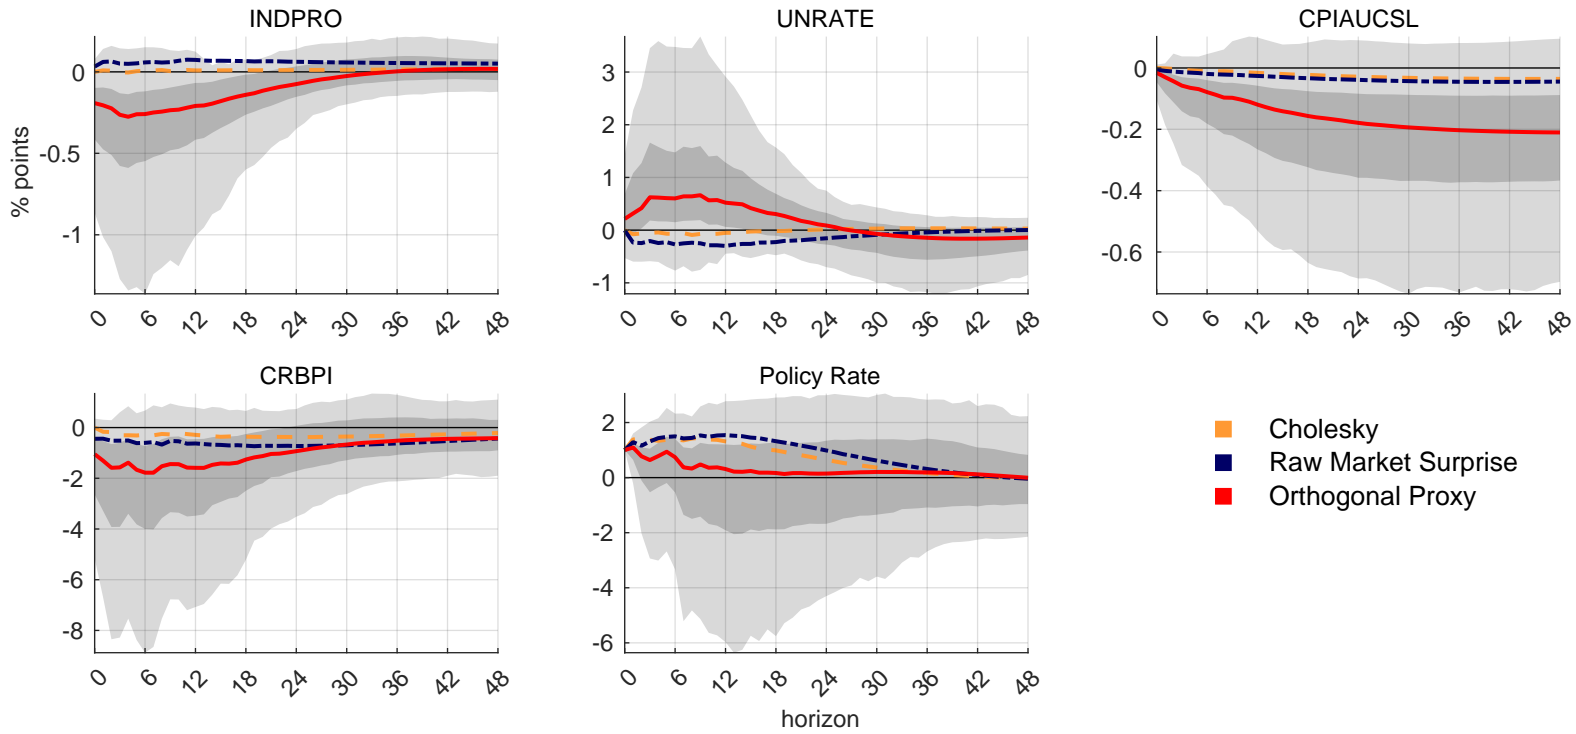 INDPRO
UNRATE
CPIAUCSL
% points
0
-0.5
-1
0 6 12 18 24 30 36 42 48
3
2
1
0
-1
0 6 12 18 24 30 36 42 48
0
-0.2
-0.4
-0.6
0 6 12 18 24 30 36 42 48
CRBPI
Policy Rate
0
-2
-4
-6
-8
0 6 12 18 24 30 36 42 48
2
0
-2
-4
-6
0 6 12 18 24 30 36 42 48
horizon
Cholesky
Raw Market Surprise
Orthogonal Proxy